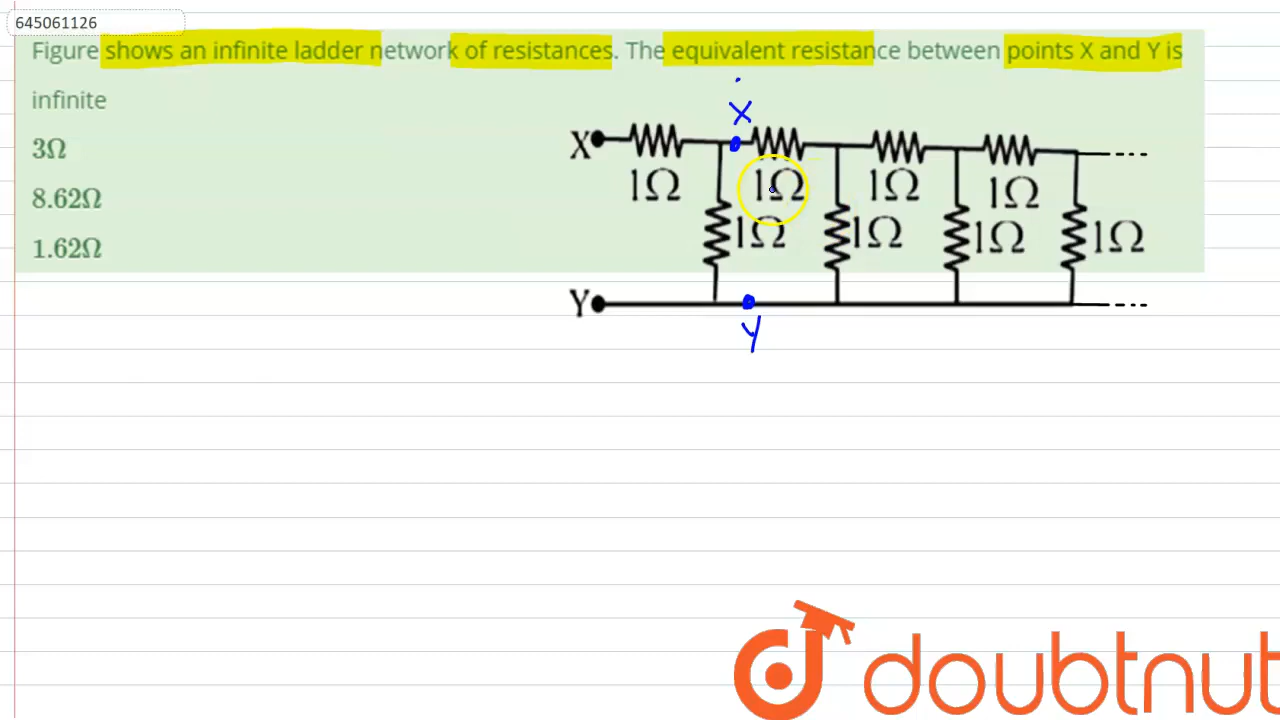 645061126
Figure shows an infinite ladder network of resistances. The equivalent resistance between points X and Y is
infinite
3Ω
8.62Ω
1.62Ω
X
X
1Ω 1Ω 1Ω 1Ω
1Ω 1Ω 1Ω 1Ω
Y
y
doubtnut